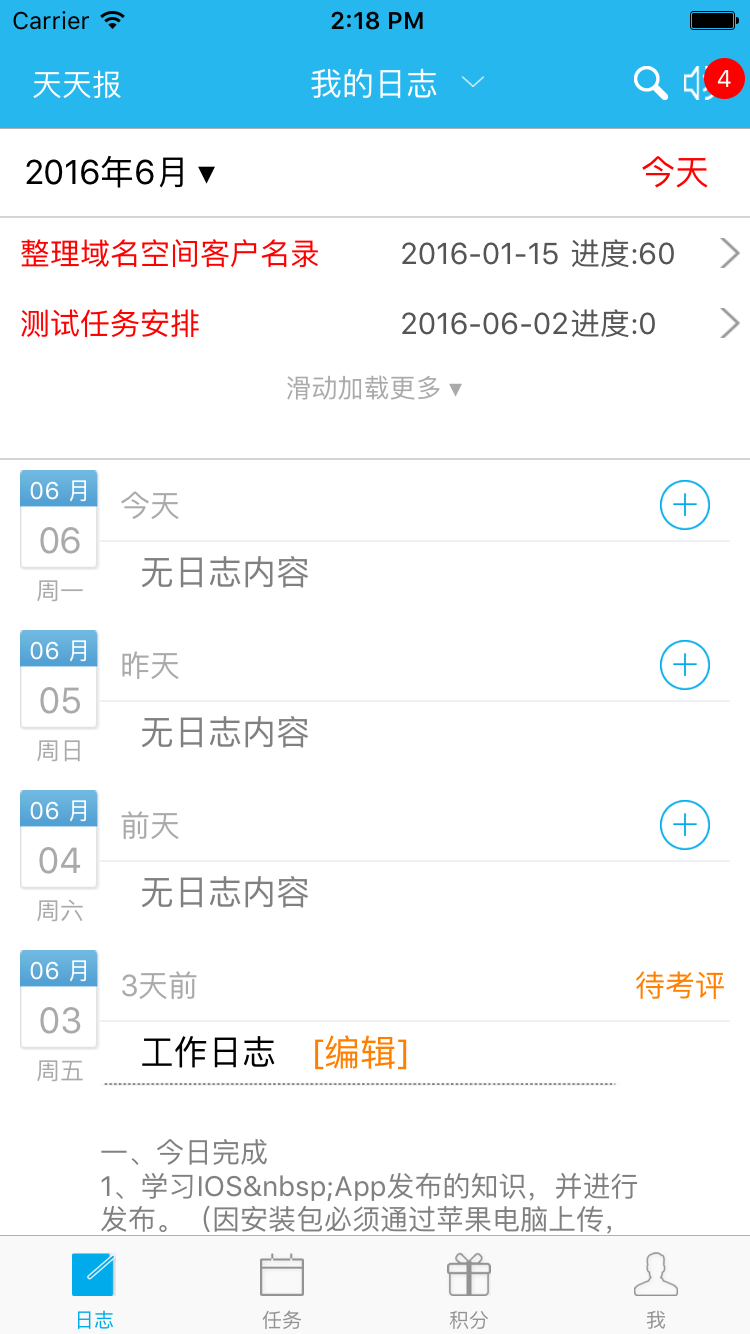 Carrier 2:18 PM
天天报 我的日志 4
2016年6月 ▼ 今天
整理域名空间客户名录 2016-01-15 进度:60
测试任务安排 2016-06-02进度:0
滑动加载更多 ▼
06 月
06
周一
今天
无日志内容
06 月
05
周日
昨天
无日志内容
06 月
04
周六
前天
无日志内容
06 月
03
周五
3天前 待考评
工作日志 [编辑]
一、今日完成
1、学习IOS&nbsp;App发布的知识，并进行
发布。（因安装包必须通过苹果电脑上传，
日志 任务 积分 我